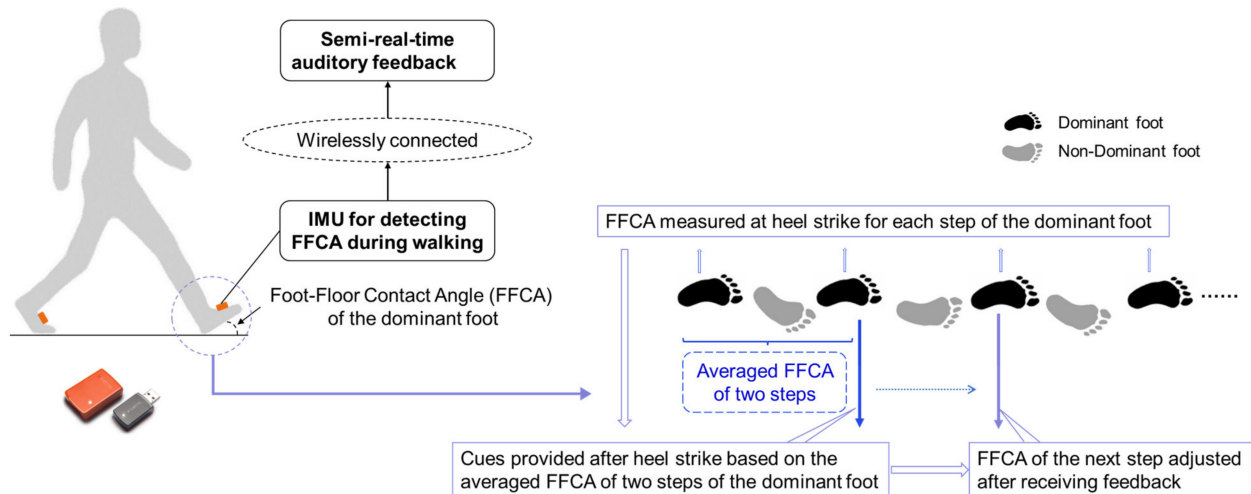 Semi-real-time
auditory feedback
Wirelessly connected
IMU for detecting
FFCA during walking
Foot-Floor Contact Angle (FFCA)
of the dominant foot
Dominant foot
Non-Dominant foot
FFCA measured at heel strike for each step of the dominant foot
......
Averaged FFCA
of two steps
Cues provided after heel strike based on the
averaged FFCA of two steps of the dominant foot
FFCA of the next step adjusted
after receiving feedback